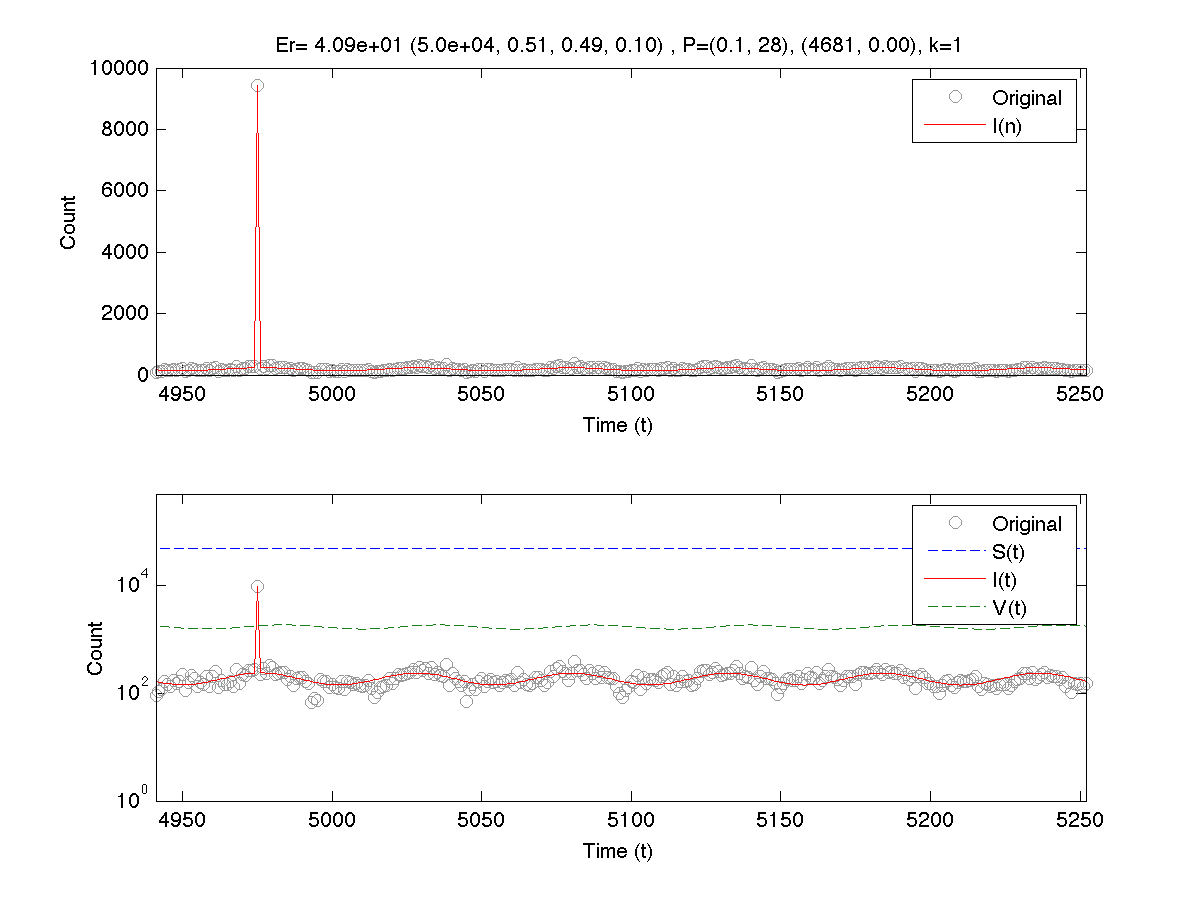 Er= 4.09e+01 (5.0e+04, 0.51, 0.49, 0.10) , P=(0.1, 28), (4681, 0.00), k=1
10000
8000
6000
4000
2000
0
Count
Original
I(n)
4950 5000 5050 5100 5150 5200 5250
Time (t)
10^4
10^2
10^0
Count
Original
S(t)
I(t)
V(t)
4950 5000 5050 5100 5150 5200 5250
Time (t)